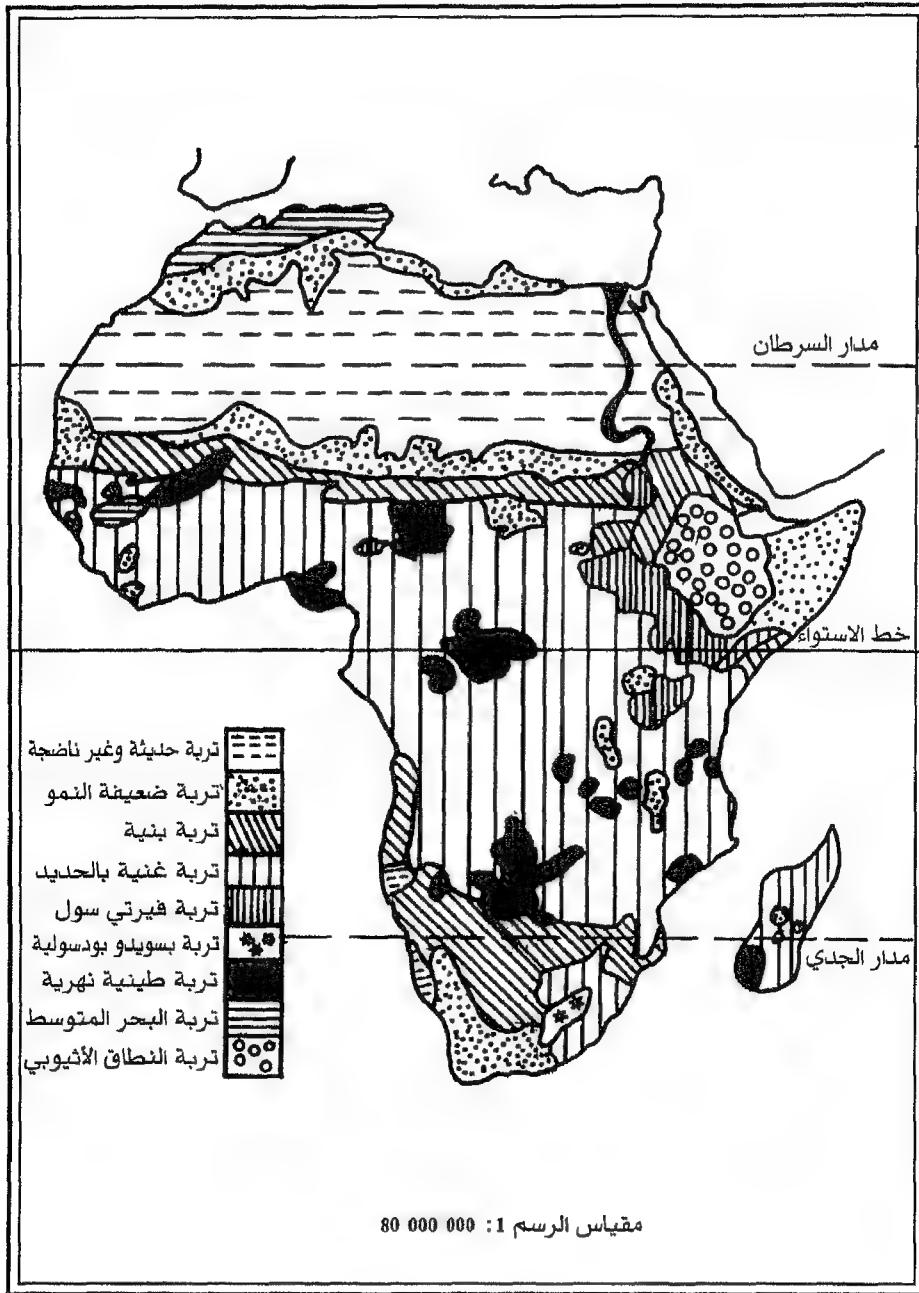 مدار السرطان
خط الاستواء
تربة حديثة وغير ناضجة
تربة ضعيفة النمو
تربة بنية
تربة غنية بالحديد
تربة فيرتي سول
تربة بسويدو بودسولية
تربة طينية نهرية
تربة البحر المتوسط
تربة النطاق الأثيوبي
مدار الجدي
مقياس الرسم 1: 000 000 80